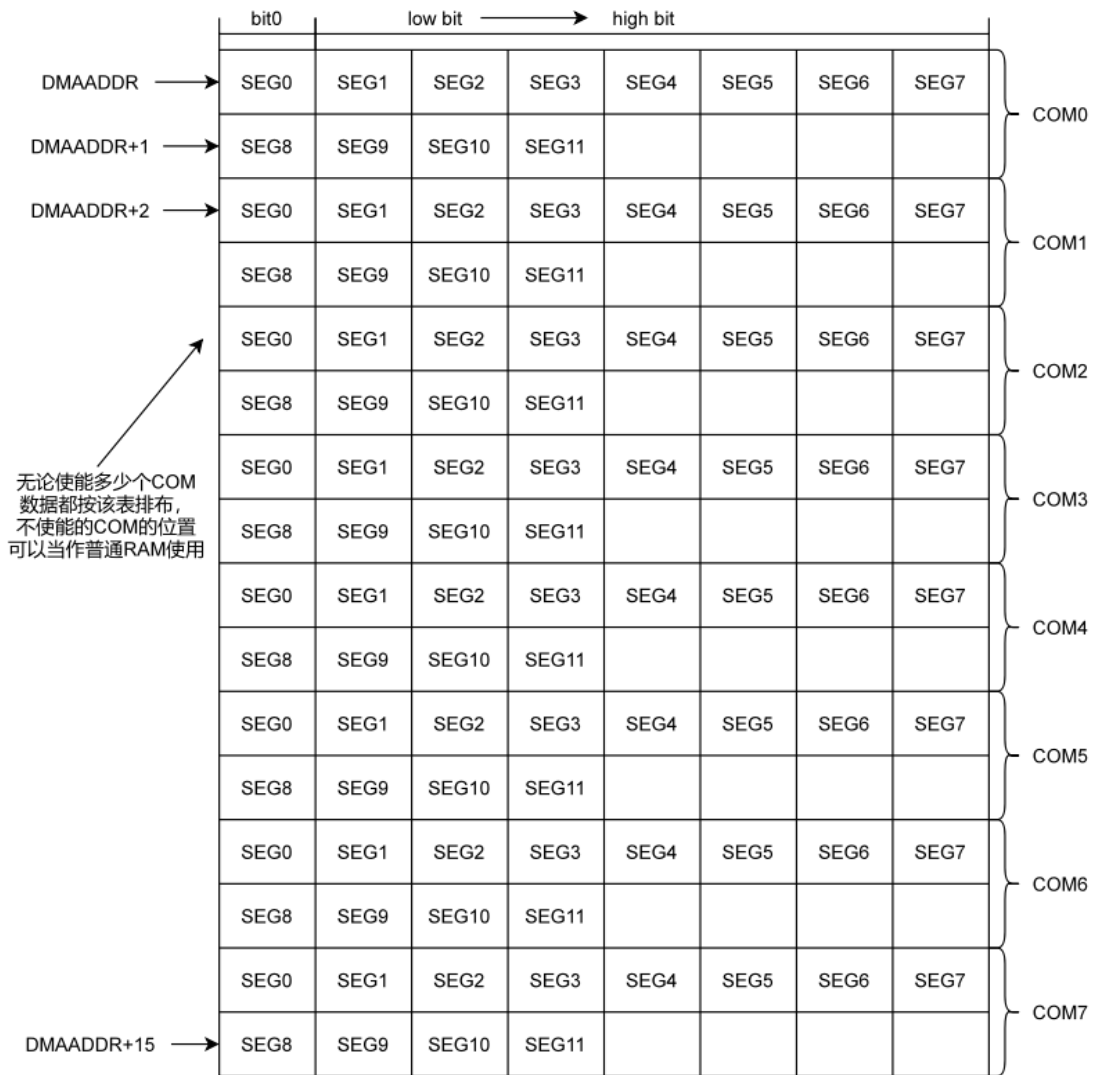 bit0 low bit high bit
DMAADDR SEG0 SEG1 SEG2 SEG3 SEG4 SEG5 SEG6 SEG7
COM0
DMAADDR+1 SEG8 SEG9 SEG10 SEG11
DMAADDR+2 SEG0 SEG1 SEG2 SEG3 SEG4 SEG5 SEG6 SEG7
COM1
SEG8 SEG9 SEG10 SEG11
SEG0 SEG1 SEG2 SEG3 SEG4 SEG5 SEG6 SEG7
COM2
SEG8 SEG9 SEG10 SEG11
无论使能多少个COM
数据都按该表排布，
不使能的COM的位置
可以当作普通RAM使用
SEG0 SEG1 SEG2 SEG3 SEG4 SEG5 SEG6 SEG7
COM3
SEG8 SEG9 SEG10 SEG11
SEG0 SEG1 SEG2 SEG3 SEG4 SEG5 SEG6 SEG7
COM4
SEG8 SEG9 SEG10 SEG11
SEG0 SEG1 SEG2 SEG3 SEG4 SEG5 SEG6 SEG7
COM5
SEG8 SEG9 SEG10 SEG11
SEG0 SEG1 SEG2 SEG3 SEG4 SEG5 SEG6 SEG7
COM6
SEG8 SEG9 SEG10 SEG11
SEG0 SEG1 SEG2 SEG3 SEG4 SEG5 SEG6 SEG7
COM7
DMAADDR+15 SEG8 SEG9 SEG10 SEG11